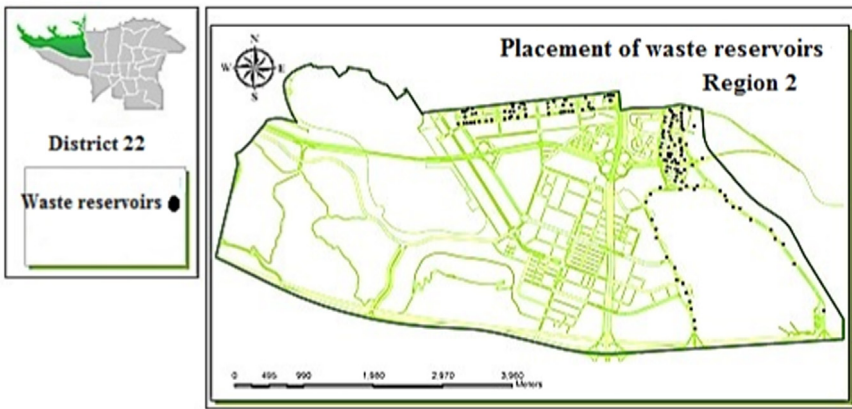 District 22
Waste reservoirs
Placement of waste reservoirs
Region 2
N
W E
S
0 495 990 1,980 2,970 3,960
Meters